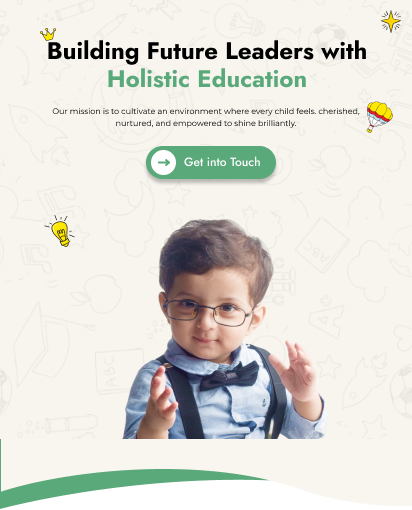 Building Future Leaders with
Holistic Education
Our mission is to cultivate an environment where every child feels. cherished,
nurtured, and empowered to shine brilliantly.
Get into Touch